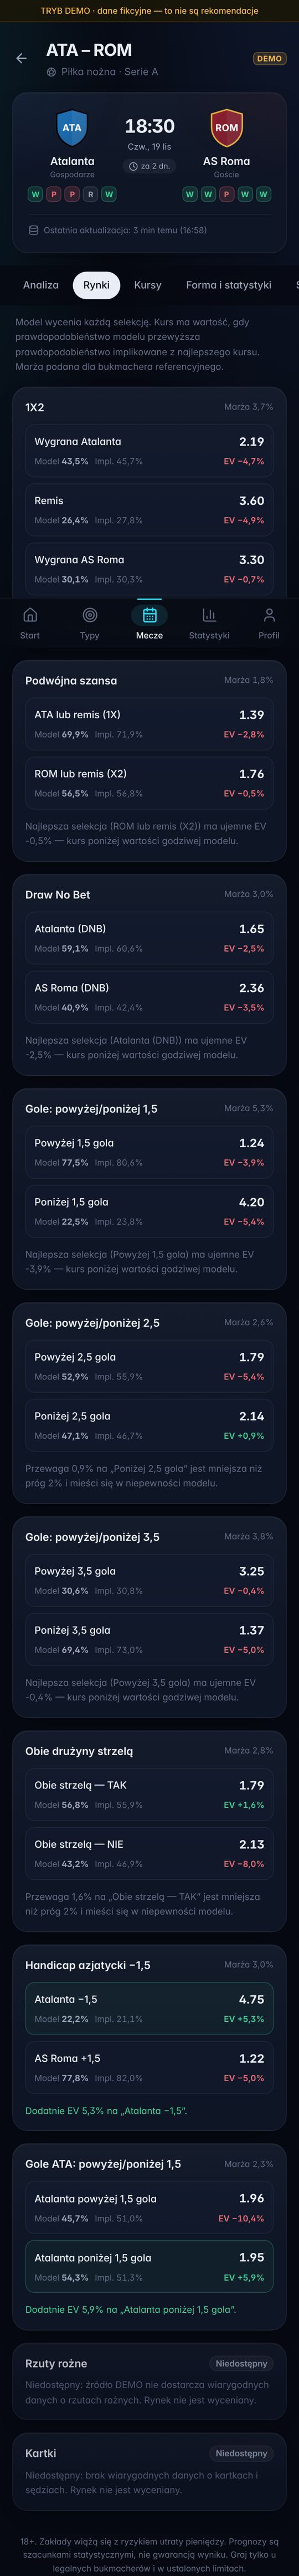 TRYB DEMO · dane fikcyjne — to nie są rekomendacje
ATA – ROM
Piłka nożna · Serie A
DEMO
ATA
18:30
ROM
Czw., 19 lis
Atalanta
Gospodarze
za 2 dn.
AS Roma
Goście
W P P R W
W W P W W
Ostatnia aktualizacja: 3 min temu (16:58)
Analiza Rynki Kursy Forma i statystyki
Model wycenia każdą selekcję. Kurs ma wartość, gdy
prawdopodobieństwo modelu przewyższa
prawdopodobieństwo implikowane z najlepszego kursu.
Marża podana dla bukmachera referencyjnego.
1X2 Marża 3,7%
Wygrana Atalanta 2.19
Model 43,5% Impl. 45,7% EV −4,7%
Remis 3.60
Model 26,4% Impl. 27,8% EV −4,9%
Wygrana AS Roma 3.30
Model 30,1% Impl. 30,3% EV −0,7%
Start Typy Mecze Statystyki Profil
Podwójna szansa Marża 1,8%
ATA lub remis (1X) 1.39
Model 69,9% Impl. 71,9% EV −2,8%
ROM lub remis (X2) 1.76
Model 56,5% Impl. 56,8% EV −0,5%
Najlepsza selekcja (ROM lub remis (X2)) ma ujemne EV
-0,5% — kurs poniżej wartości godziwej modelu.
Draw No Bet Marża 3,0%
Atalanta (DNB) 1.65
Model 59,1% Impl. 60,6% EV −2,5%
AS Roma (DNB) 2.36
Model 40,9% Impl. 42,4% EV −3,5%
Najlepsza selekcja (Atalanta (DNB)) ma ujemne EV
-2,5% — kurs poniżej wartości godziwej modelu.
Gole: powyżej/poniżej 1,5 Marża 5,3%
Powyżej 1,5 gola 1.24
Model 77,5% Impl. 80,6% EV −3,9%
Poniżej 1,5 gola 4.20
Model 22,5% Impl. 23,8% EV −5,4%
Najlepsza selekcja (Powyżej 1,5 gola) ma ujemne EV
-3,9% — kurs poniżej wartości godziwej modelu.
Gole: powyżej/poniżej 2,5 Marża 2,6%
Powyżej 2,5 gola 1.79
Model 52,9% Impl. 55,9% EV −5,4%
Poniżej 2,5 gola 2.14
Model 47,1% Impl. 46,7% EV +0,9%
Przewaga 0,9% na „Poniżej 2,5 gola” jest mniejsza niż
próg 2% i mieści się w niepewności modelu.
Gole: powyżej/poniżej 3,5 Marża 3,8%
Powyżej 3,5 gola 3.25
Model 30,6% Impl. 30,8% EV −0,4%
Poniżej 3,5 gola 1.37
Model 69,4% Impl. 73,0% EV −5,0%
Najlepsza selekcja (Powyżej 3,5 gola) ma ujemne EV
-0,4% — kurs poniżej wartości godziwej modelu.
Obie drużyny strzelą Marża 2,8%
Obie strzelą — TAK 1.79
Model 56,8% Impl. 55,9% EV +1,6%
Obie strzelą — NIE 2.13
Model 43,2% Impl. 46,9% EV −8,0%
Przewaga 1,6% na „Obie strzelą — TAK” jest mniejsza
niż próg 2% i mieści się w niepewności modelu.
Handicap azjatycki −1,5 Marża 3,0%
Atalanta −1,5 4.75
Model 22,2% Impl. 21,1% EV +5,3%
AS Roma +1,5 1.22
Model 77,8% Impl. 82,0% EV −5,0%
Dodatnie EV 5,3% na „Atalanta −1,5”.
Gole ATA: powyżej/poniżej 1,5 Marża 2,3%
Atalanta powyżej 1,5 gola 1.96
Model 45,7% Impl. 51,0% EV −10,4%
Atalanta poniżej 1,5 gola 1.95
Model 54,3% Impl. 51,3% EV +5,9%
Dodatnie EV 5,9% na „Atalanta poniżej 1,5 gola”.
Rzuty rożne Niedostępny
Niedostępny: źródło DEMO nie dostarcza wiarygodnych
danych o rzutach rożnych. Rynek nie jest wyceniany.
Kartki Niedostępny
Niedostępny: brak wiarygodnych danych o kartkach i
sędziach. Rynek nie jest wyceniany.
18+. Zakłady wiążą się z ryzykiem utraty pieniędzy. Prognozy są
szacunkami statystycznymi, nie gwarancją wyniku. Graj tylko u
legalnych bukmacherów i w ustalonych limitach.